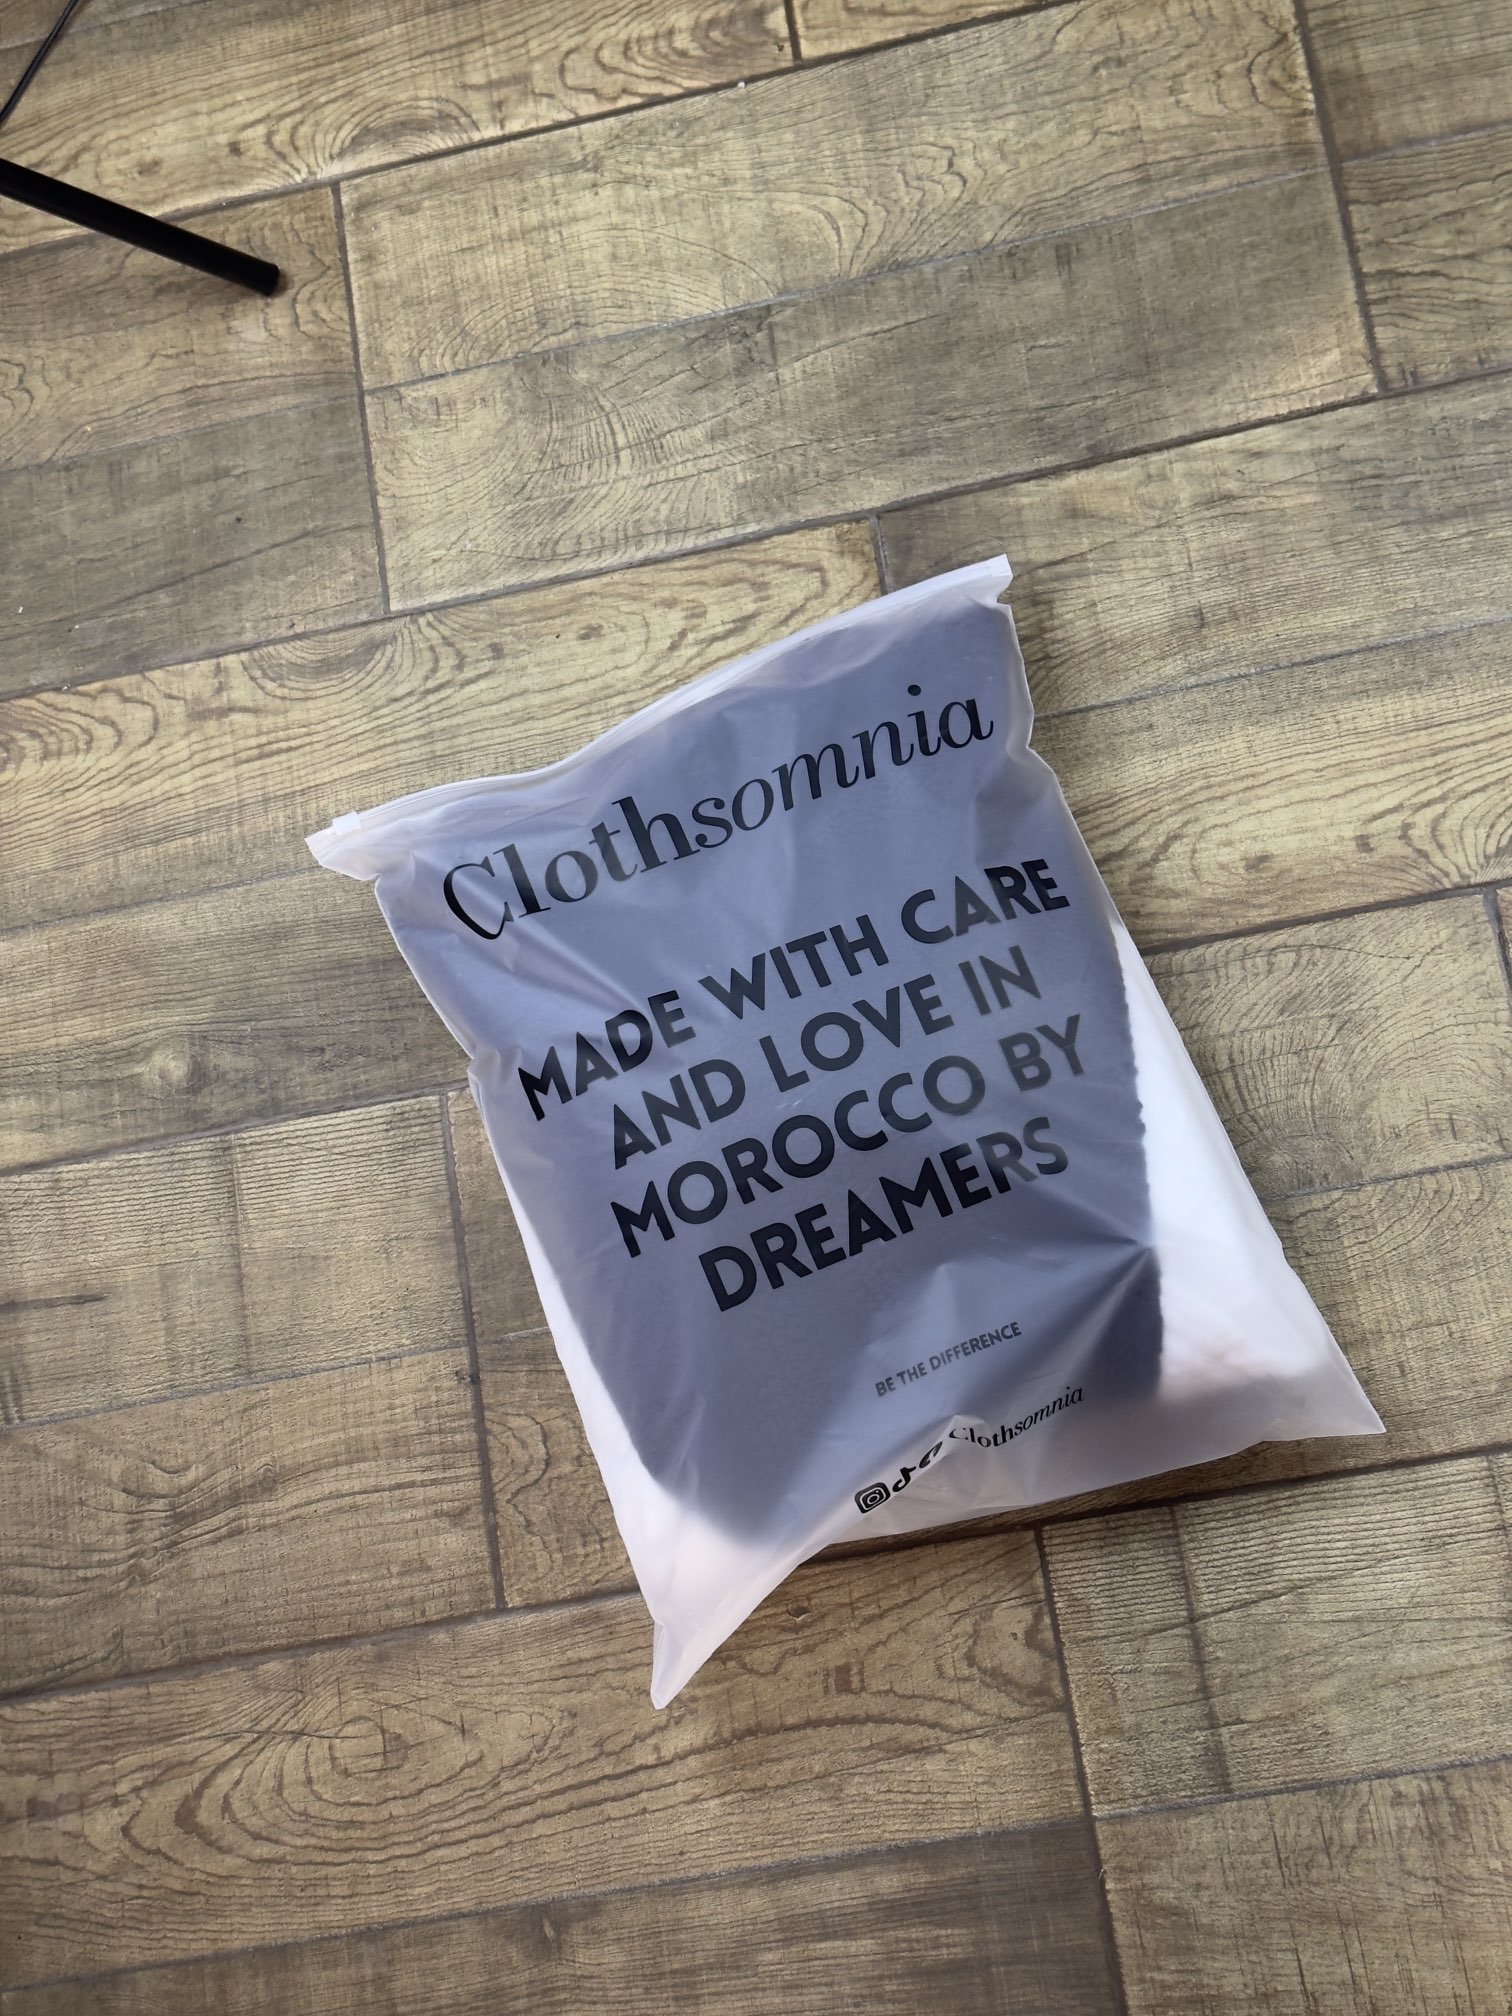 Clothsomnia
MADE WITH CARE
AND LOVE IN
MOROCCO BY
DREAMERS
BE THE DIFFERENCE
Clothsomnia